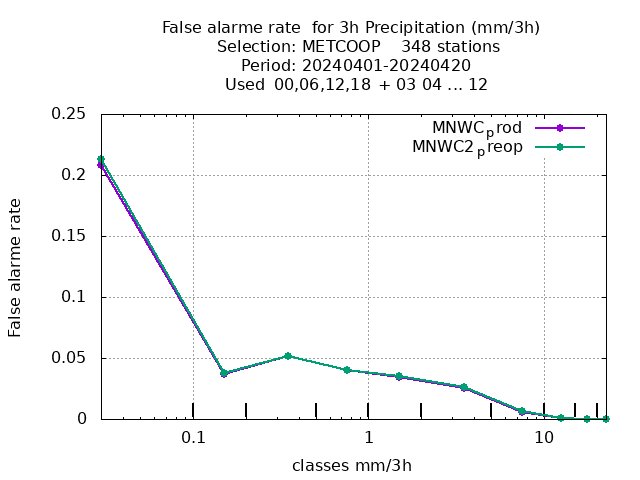 False alarme rate  for 3h Precipitation (mm/3h)
Selection: METCOOP    348 stations
Period: 20240401-20240420
Used  00,06,12,18 + 03 04 ... 12
0.25
0.2
0.15
0.1
0.05
0
False alarme rate
MNWCprod
MNWC2preop
0.1
1
10
classes mm/3h